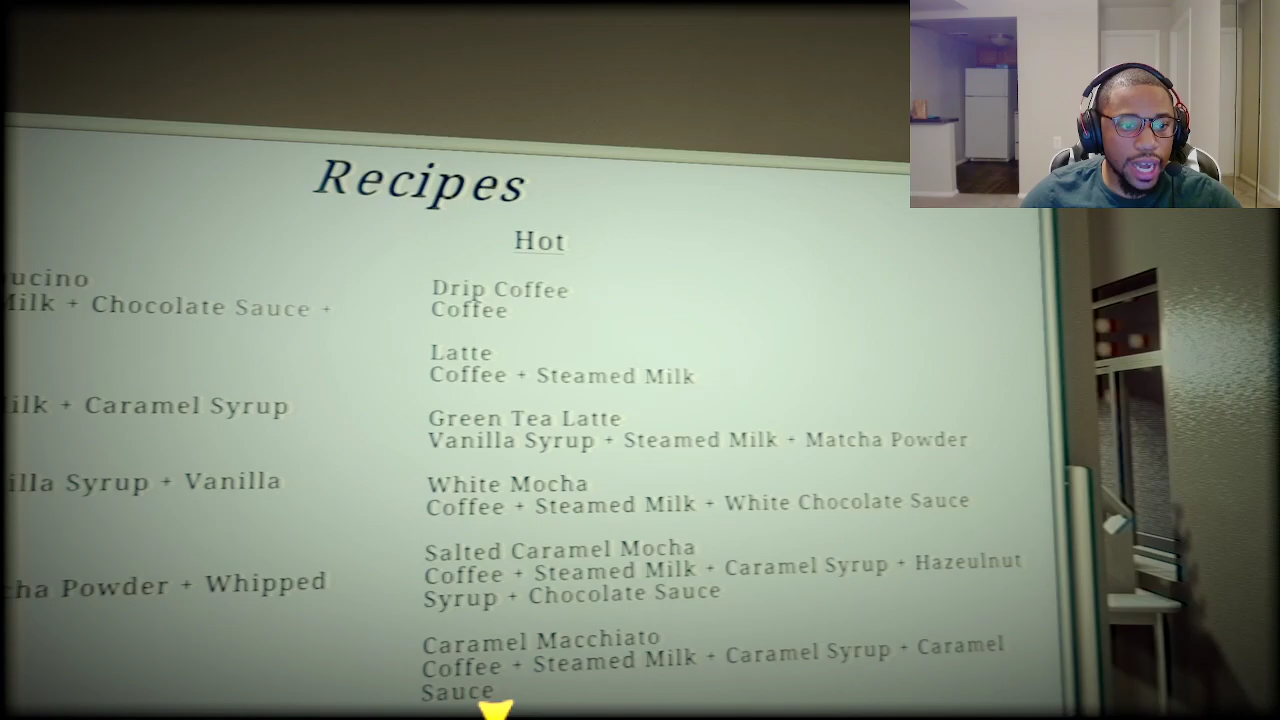 Recipes
Hot
ucino
Milk + Chocolate Sauce +
ilk + Caramel Syrup
illa Syrup + Vanilla
cha Powder + Whipped
Drip Coffee
Coffee
Latte
Coffee + Steamed Milk
Green Tea Latte
Vanilla Syrup + Steamed Milk + Matcha Powder
White Mocha
Coffee + Steamed Milk + White Chocolate Sauce
Salted Caramel Mocha
Coffee + Steamed Milk + Caramel Syrup + Hazeulnut
Syrup + Chocolate Sauce
Caramel Macchiato
Coffee + Steamed Milk + Caramel Syrup + Caramel
Sauce